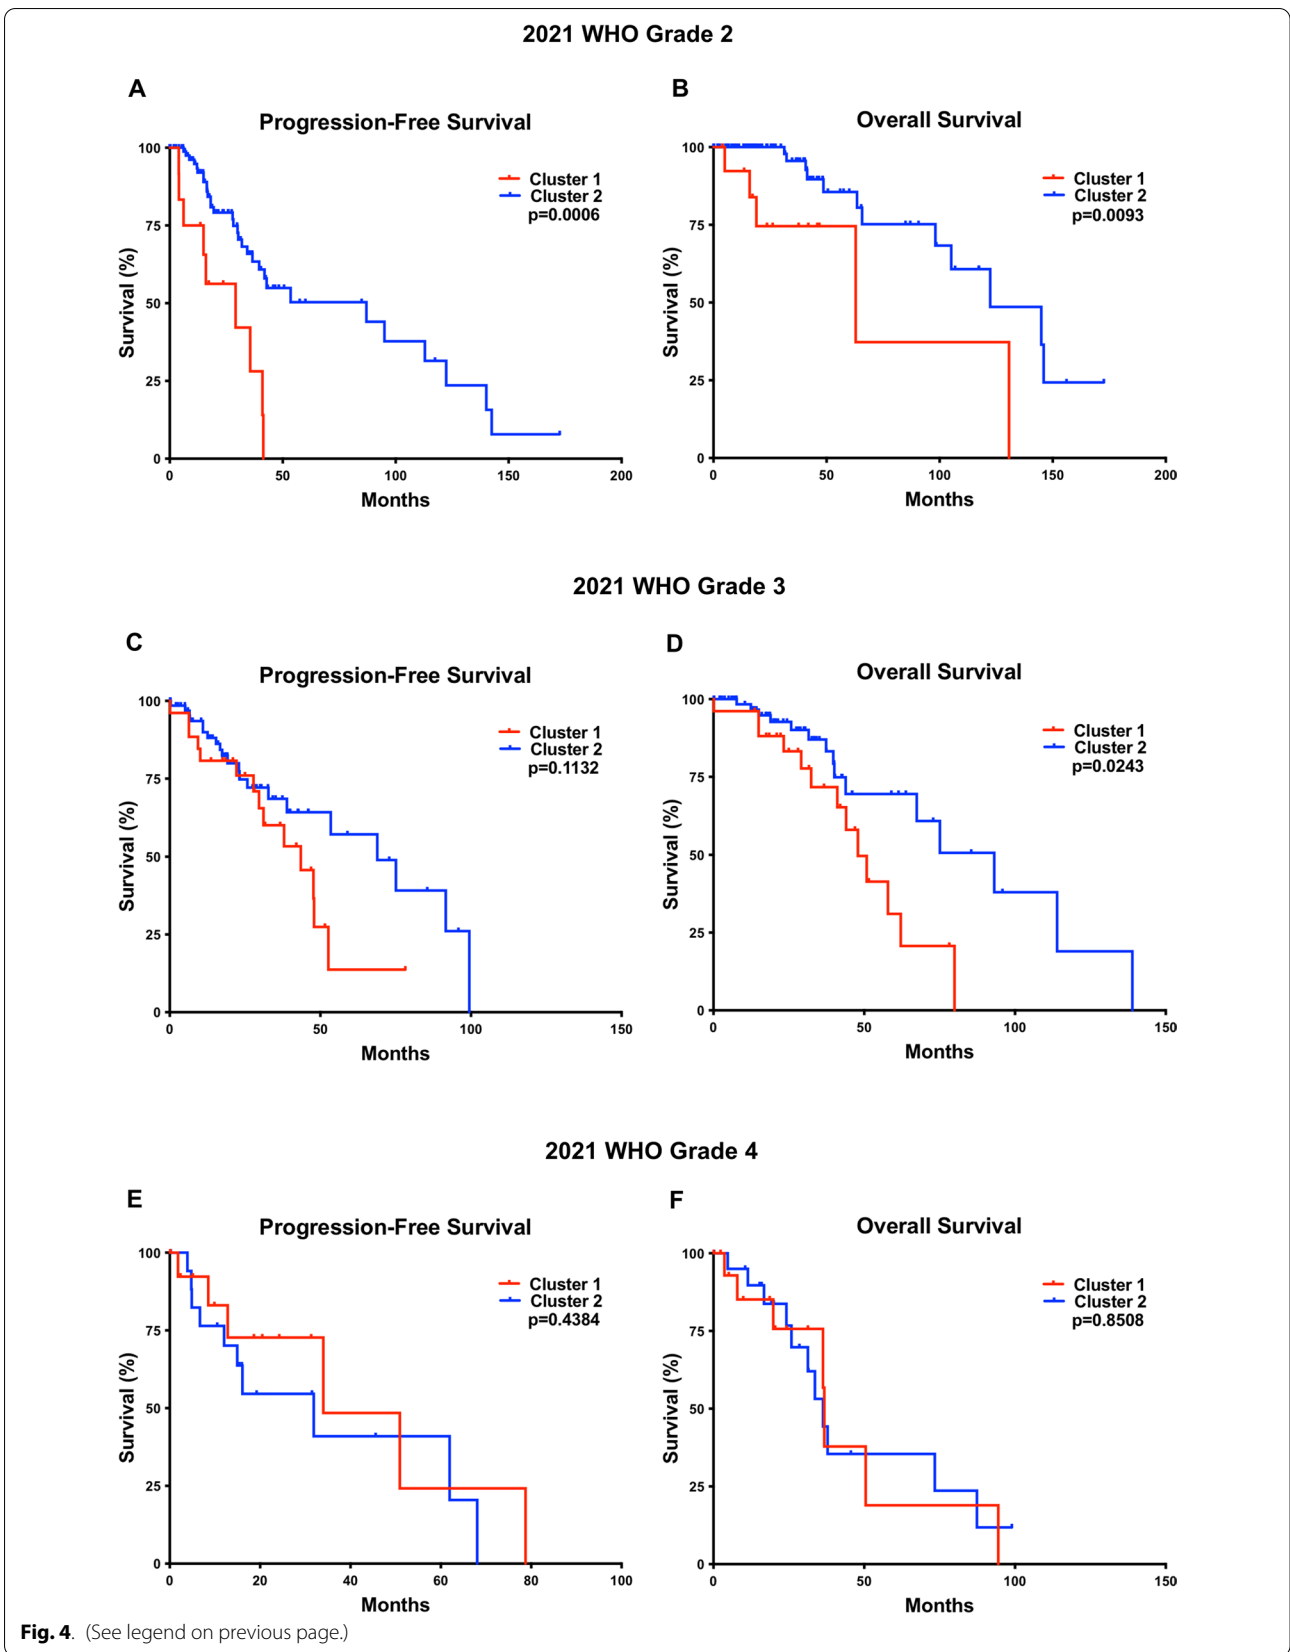 2021 WHO Grade 2
A
B
Progression-Free Survival
Overall Survival
Survival (%)
100
75
50
25
0
Cluster 1
Cluster 2
p=0.0006
0 50 100 150 200
Months
Survival (%)
100
75
50
25
0
Cluster 1
Cluster 2
p=0.0093
0 50 100 150 200
Months
2021 WHO Grade 3
C
D
Progression-Free Survival
Overall Survival
Survival (%)
100
75
50
25
0
Cluster 1
Cluster 2
p=0.1132
0 50 100 150
Months
Survival (%)
100
75
50
25
0
Cluster 1
Cluster 2
p=0.0243
0 50 100 150
Months
2021 WHO Grade 4
E
F
Progression-Free Survival
Overall Survival
Survival (%)
100
75
50
25
0
Cluster 1
Cluster 2
p=0.4384
0 20 40 60 80 100
Months
Survival (%)
100
75
50
25
0
Cluster 1
Cluster 2
p=0.8508
0 50 100 150
Months
Fig. 4. (See legend on previous page.)